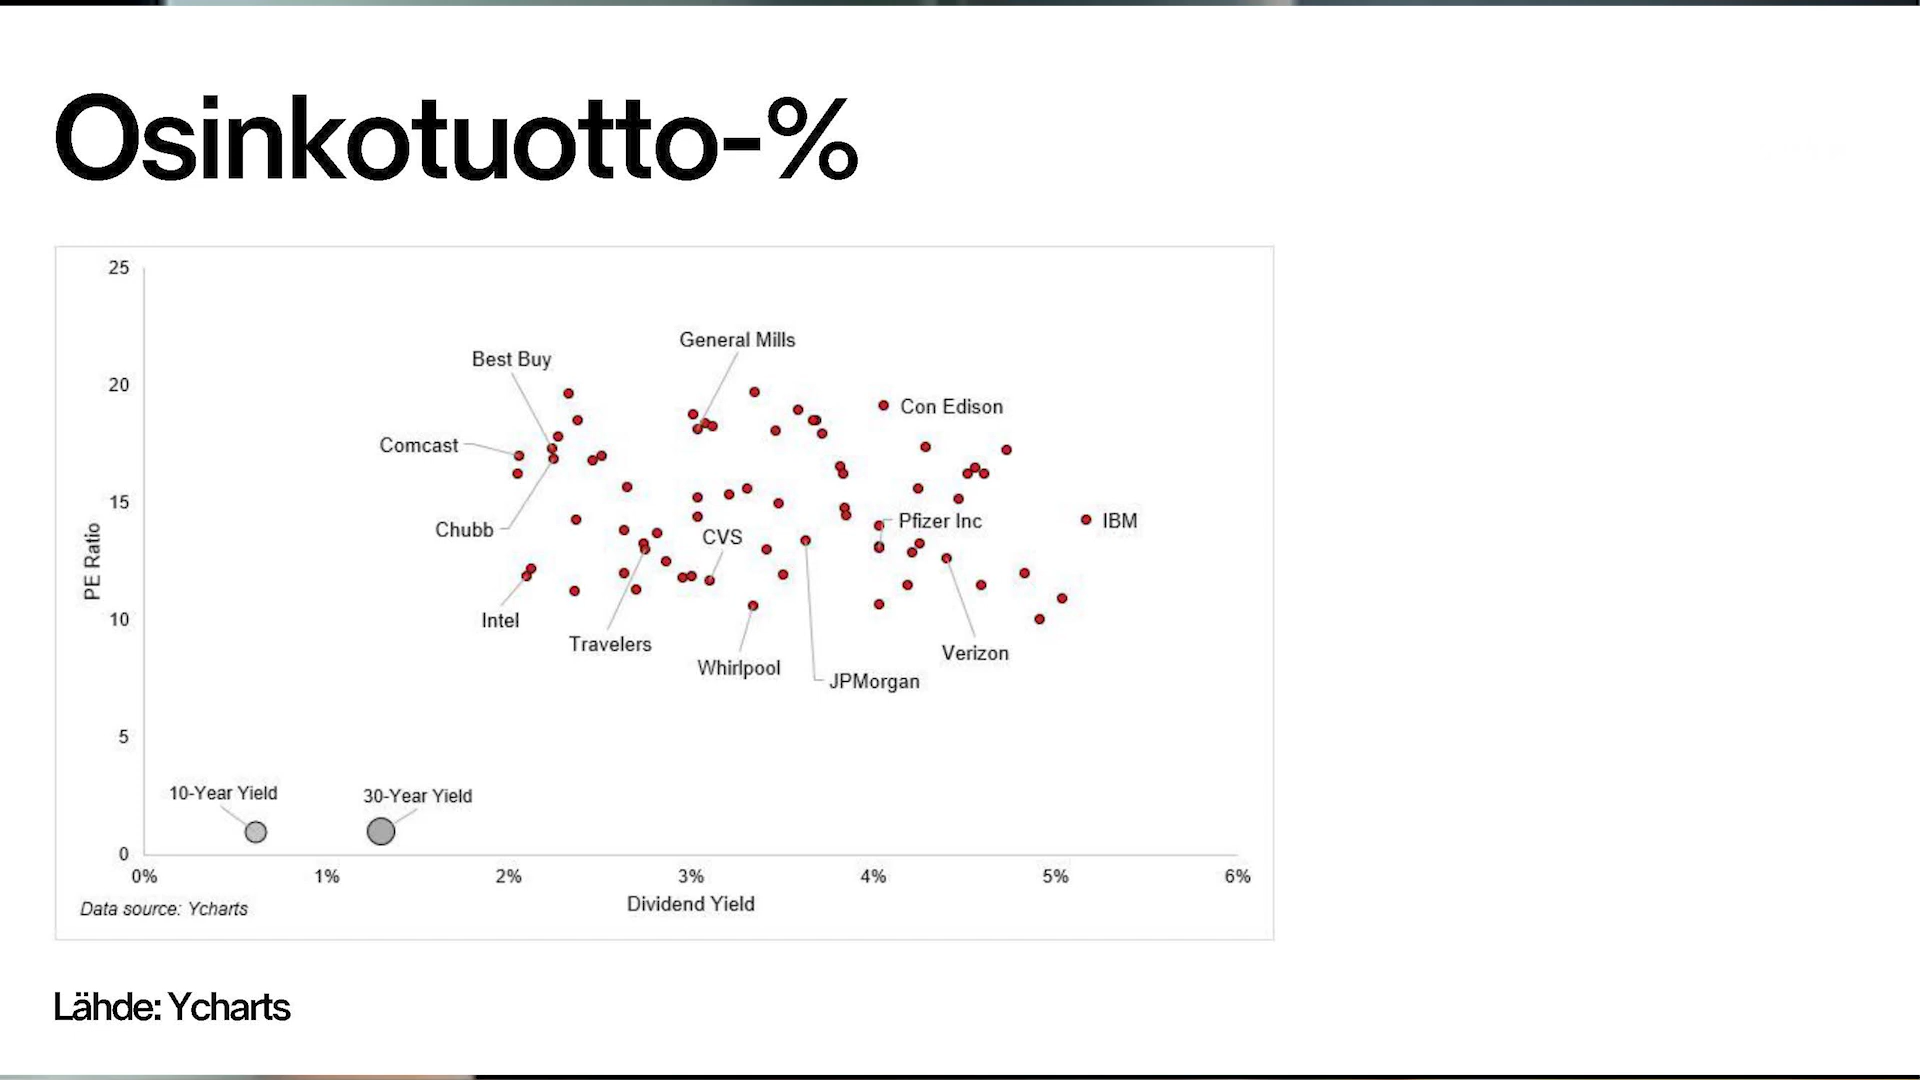 Osinkotuotto-%
25
General Mills
Best Buy
20
Con Edison
Comcast
15
Pfizer Inc
IBM
Chubb
CVS
PE Ratio
10
Intel
Travelers
Verizon
Whirlpool
JPMorgan
5
10-Year Yield
30-Year Yield
0
0% 1% 2% 3% 4% 5% 6%
Dividend Yield
Data source: Ycharts
Lähde: Ycharts